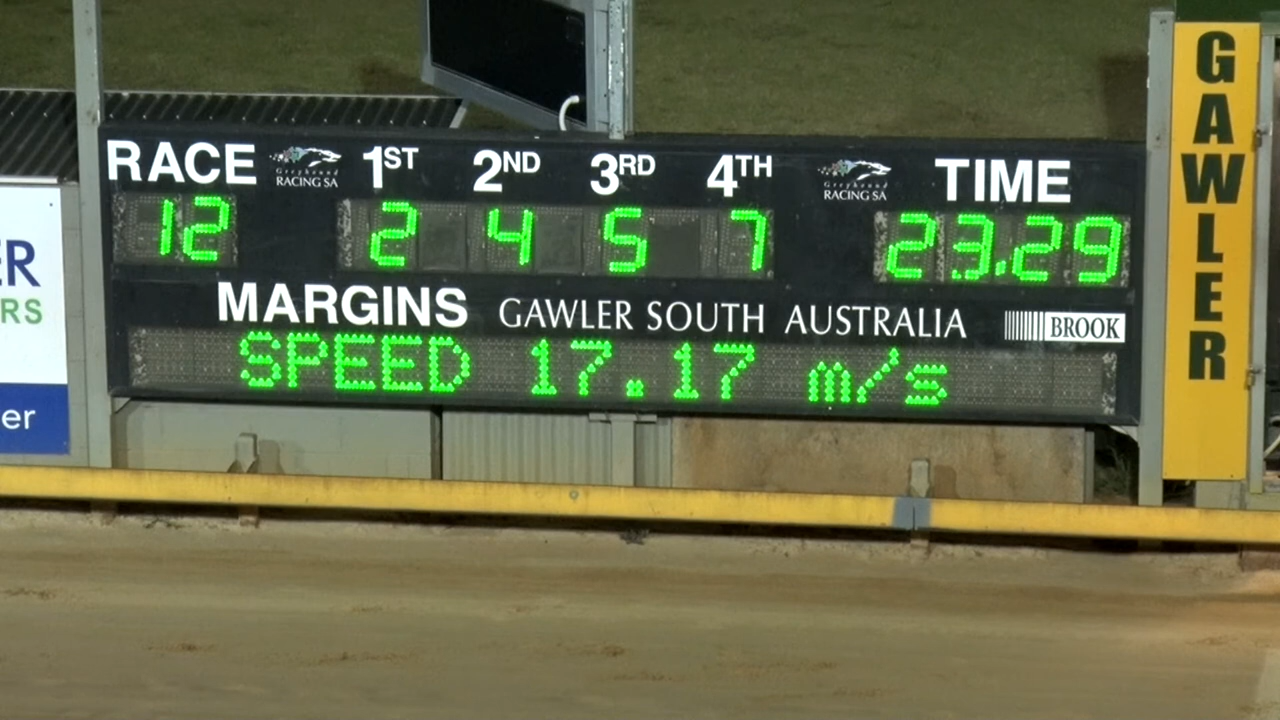 RACE 1ST 2ND 3RD 4TH TIME
Greyhound RACING SA
Greyhound RACING SA
12 2 4 5 7 23.29
MARGINS GAWLER SOUTH AUSTRALIA BROOK
SPEED 17.17 m/s
GAWLER
ER
RS
er